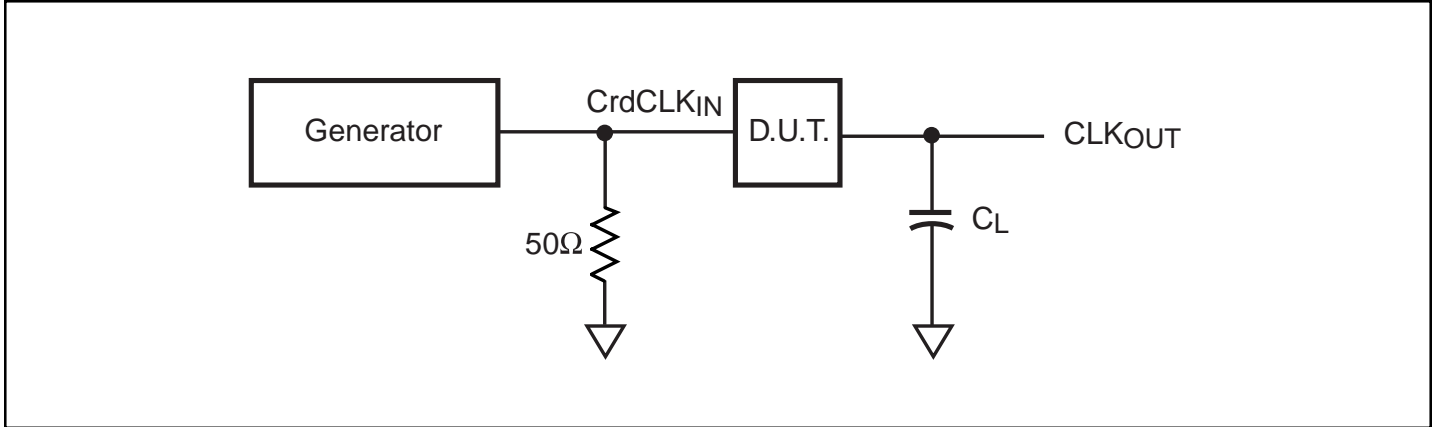 Generator
CrdCLKIN
D.U.T.
CLKOUT
50Ω
CL